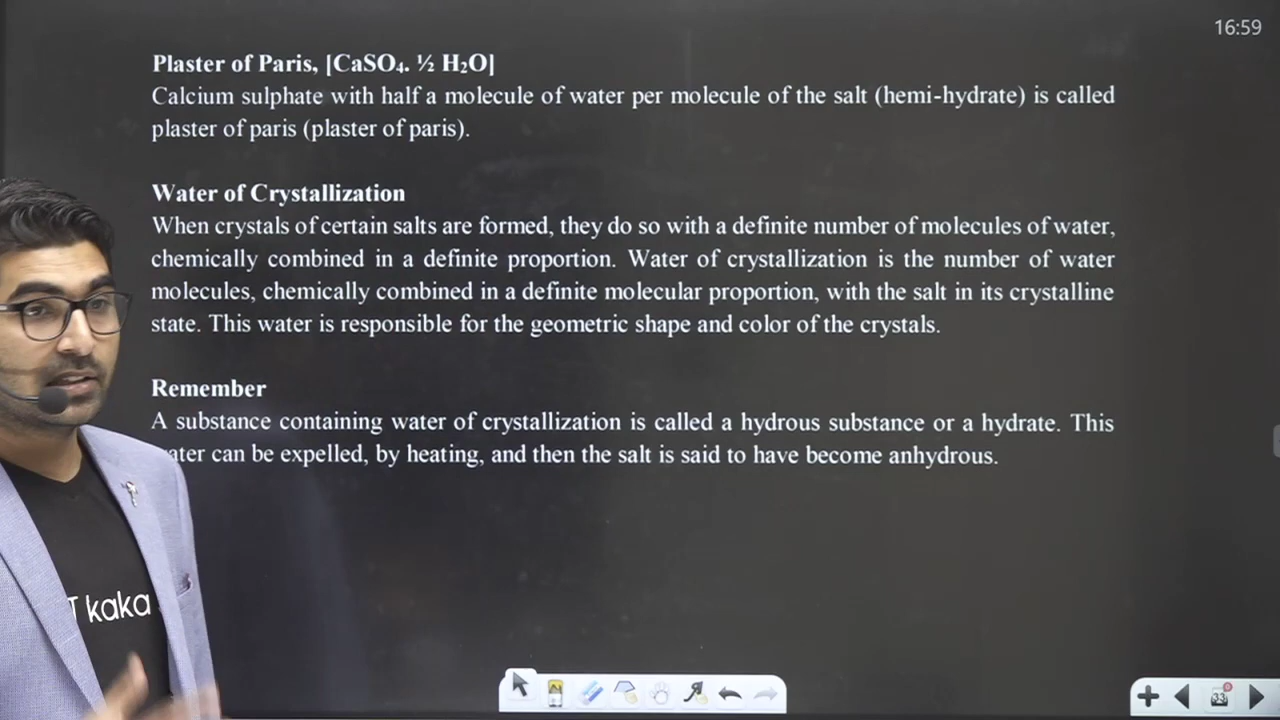 16:59
Plaster of Paris, [CaSO₄. ½ H₂O]
Calcium sulphate with half a molecule of water per molecule of the salt (hemi-hydrate) is called
plaster of paris (plaster of paris).
Water of Crystallization
When crystals of certain salts are formed, they do so with a definite number of molecules of water,
chemically combined in a definite proportion. Water of crystallization is the number of water
molecules, chemically combined in a definite molecular proportion, with the salt in its crystalline
state. This water is responsible for the geometric shape and color of the crystals.
Remember
A substance containing water of crystallization is called a hydrous substance or a hydrate. This
ater can be expelled, by heating, and then the salt is said to have become anhydrous.
T kaka
33